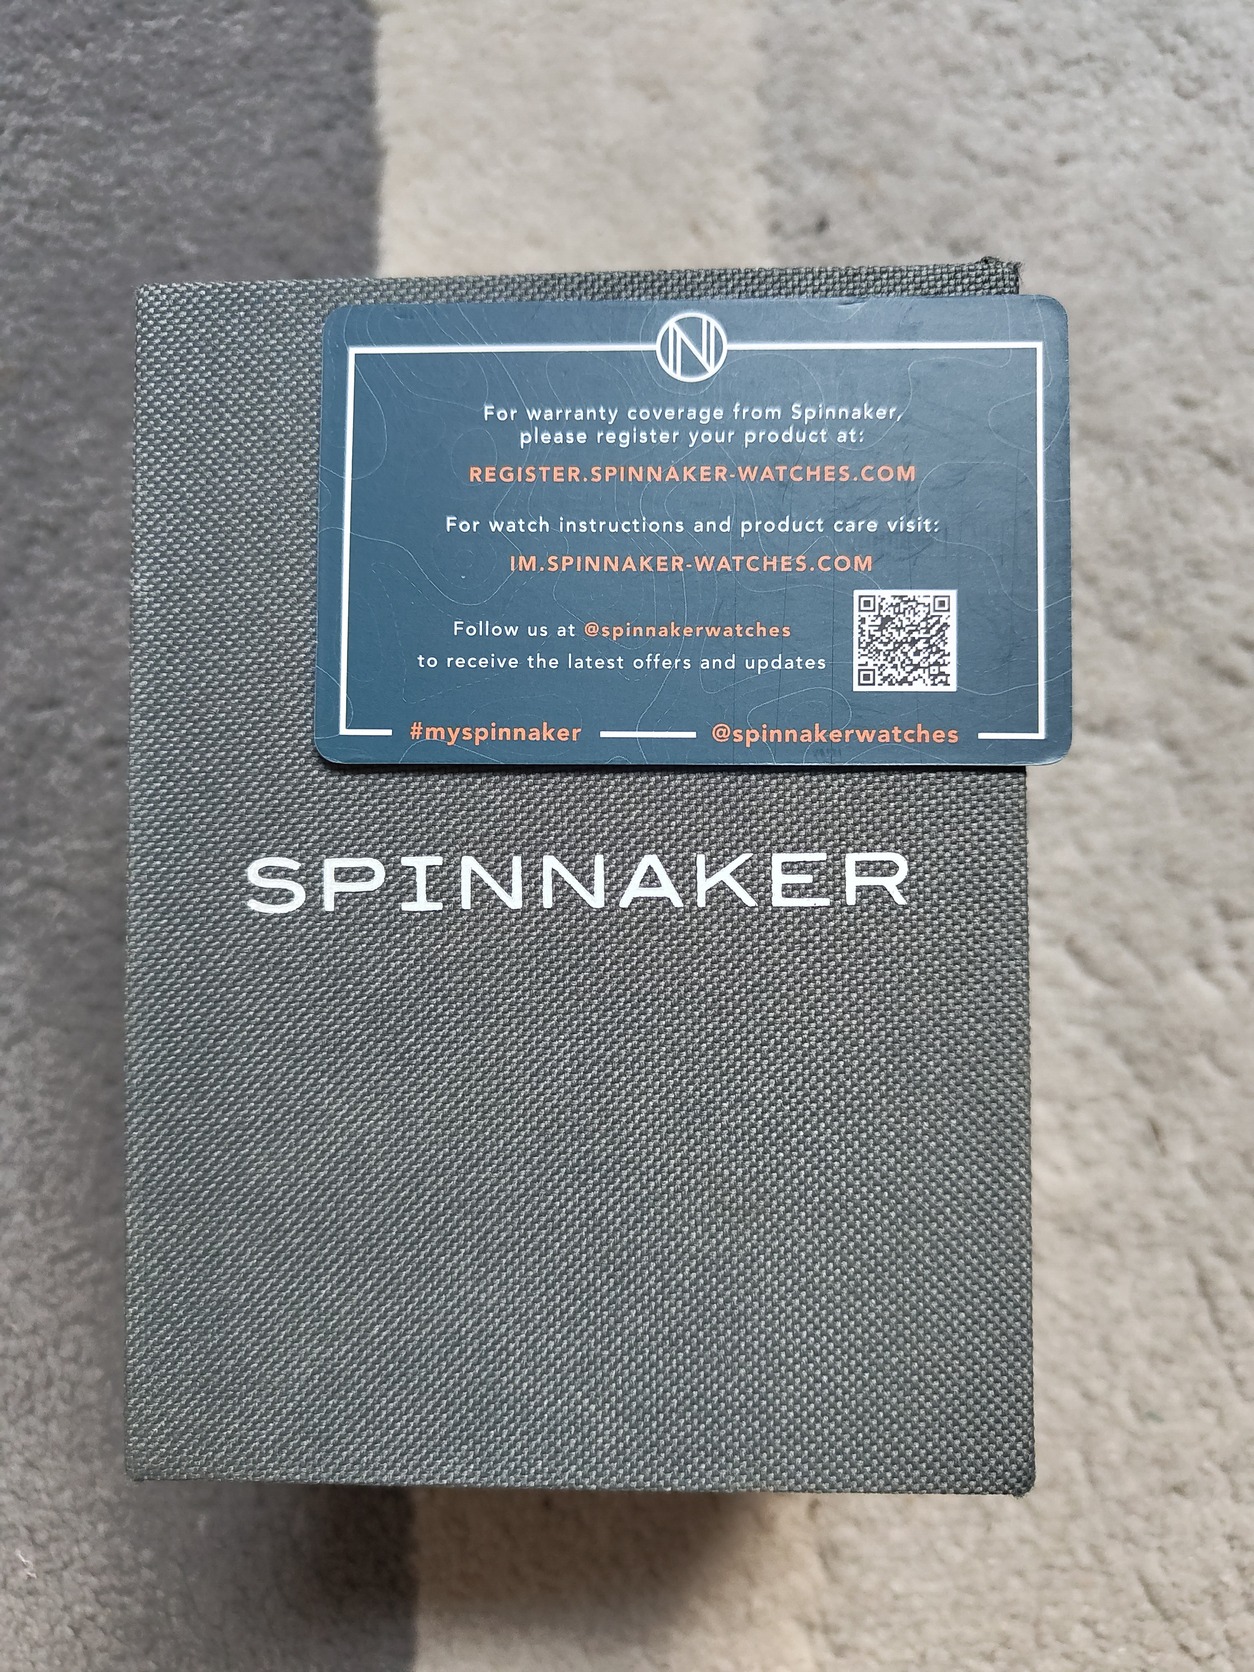 N
For warranty coverage from Spinnaker,
please register your product at:
REGISTER.SPINNAKER-WATCHES.COM
For watch instructions and product care visit:
IM.SPINNAKER-WATCHES.COM
Follow us at @spinnakerwatches
to receive the latest offers and updates
#myspinnaker @spinnakerwatches
SPINNAKER